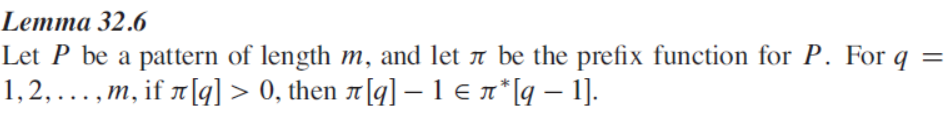 Lemma 32.6
Let P be a pattern of length m, and let π be the prefix function for P. For q =
1, 2, . . . , m, if π[q] > 0, then π[q] − 1 ∈ π*[q − 1].